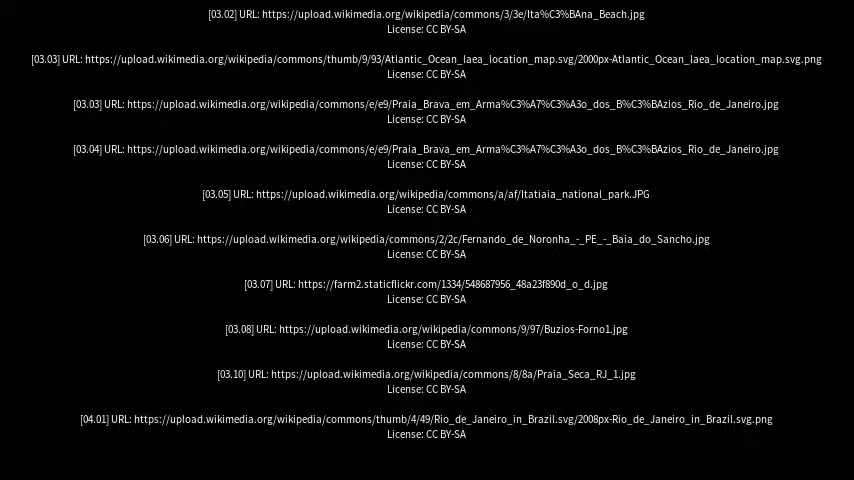 [03.02] URL: https://upload.wikimedia.org/wikipedia/commons/3/3e/Ita%C3%BAna_Beach.jpg
License: CC BY-SA
[03.03] URL: https://upload.wikimedia.org/wikipedia/commons/thumb/9/93/Atlantic_Ocean_laea_location_map.svg/2000px-Atlantic_Ocean_laea_location_map.svg.png
License: CC BY-SA
[03.03] URL: https://upload.wikimedia.org/wikipedia/commons/e/e9/Praia_Brava_em_Arma%C3%A7%C3%A3o_dos_B%C3%BAzios_Rio_de_Janeiro.jpg
License: CC BY-SA
[03.04] URL: https://upload.wikimedia.org/wikipedia/commons/e/e9/Praia_Brava_em_Arma%C3%A7%C3%A3o_dos_B%C3%BAzios_Rio_de_Janeiro.jpg
License: CC BY-SA
[03.05] URL: https://upload.wikimedia.org/wikipedia/commons/a/af/Itatiaia_national_park.JPG
License: CC BY-SA
[03.06] URL: https://upload.wikimedia.org/wikipedia/commons/2/2c/Fernando_de_Noronha_-_PE_-_Baia_do_Sancho.jpg
License: CC BY-SA
[03.07] URL: https://farm2.staticflickr.com/1334/548687956_48a23f890d_o_d.jpg
License: CC BY-SA
[03.08] URL: https://upload.wikimedia.org/wikipedia/commons/9/97/Buzios-Forno1.jpg
License: CC BY-SA
[03.10] URL: https://upload.wikimedia.org/wikipedia/commons/8/8a/Praia_Seca_RJ_1.jpg
License: CC BY-SA
[04.01] URL: https://upload.wikimedia.org/wikipedia/commons/thumb/4/49/Rio_de_Janeiro_in_Brazil.svg/2008px-Rio_de_Janeiro_in_Brazil.svg.png
License: CC BY-SA